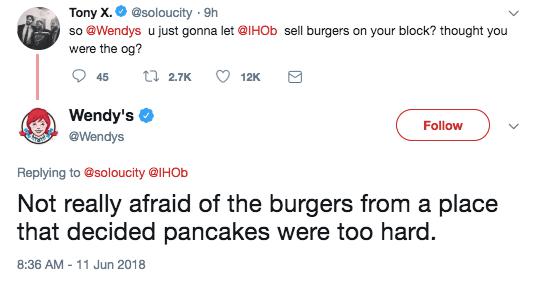 Tony X. @soloucity · 9h
so @Wendys u just gonna let @IHOb sell burgers on your block? thought you
were the og?
45 2.7K 12K
Wendy's
@Wendys
Follow
Replying to @soloucity @IHOb
Not really afraid of the burgers from a place
that decided pancakes were too hard.
8:36 AM - 11 Jun 2018